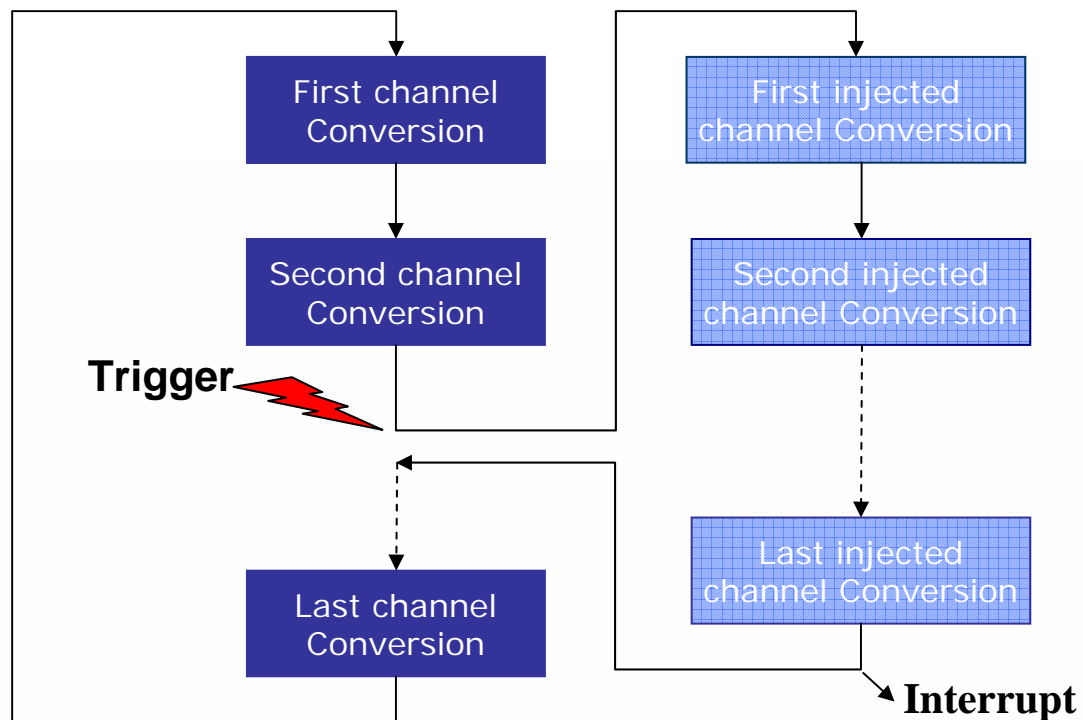 First channel
Conversion
First injected
channel Conversion
Second channel
Conversion
Second injected
channel Conversion
Trigger
Last injected
channel Conversion
Last channel
Conversion
Interrupt